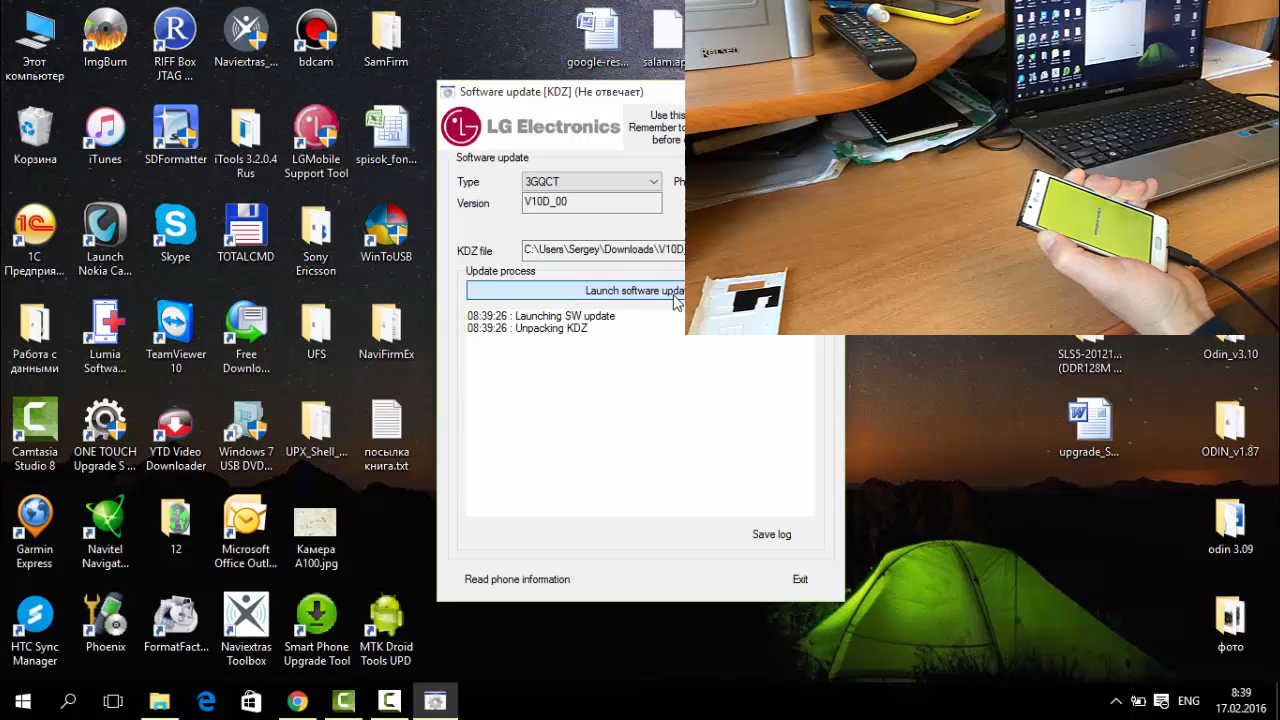 Этот
компьютер
ImgBurn
RIFF Box
JTAG ...
Naviextras_...
bdcam
SamFirm
google-res...
salam.ap
Корзина
iTunes
SDFormatter
iTools 3.2.0.4
Rus
LGMobile
Support Tool
spisok_fon...
1С
Предприя...
Launch
Nokia Ca...
Skype
TOTALCMD
Sony
Ericsson
WinToUSB
Работа с
данными
Lumia
Softwa...
TeamViewer
10
Free
Downlo...
UFS
NaviFirmEx
Camtasia
Studio 8
ONE TOUCH
Upgrade S ...
YTD Video
Downloader
Windows 7
USB DVD...
UPX_Shell_...
посылка
книга.txt
Garmin
Express
Navitel
Navigat...
12
Microsoft
Office Outl...
Камера
A100.jpg
HTC Sync
Manager
Phoenix
FormatFact...
Naviextras
Toolbox
Smart Phone
Upgrade Tool
MTK Droid
Tools UPD
Software update [KDZ] (Не отвечает)
LG Electronics
Use this
Remember to
before
Software update
Type
3GQCT
Ph
Version
V10D_00
KDZ file
C:\Users\Sergey\Downloads\V10D_
Update process
Launch software updat
08:39:26 : Launching SW update
08:39:26 : Unpacking KDZ
Save log
Read phone information
Exit
Rolsen
SAMSUNG
SLS5-20121...
(DDR128M ...
Odin_v3.10
upgrade_S...
ODIN_v1.87
odin 3.09
фото
ENG
8:39
17.02.2016